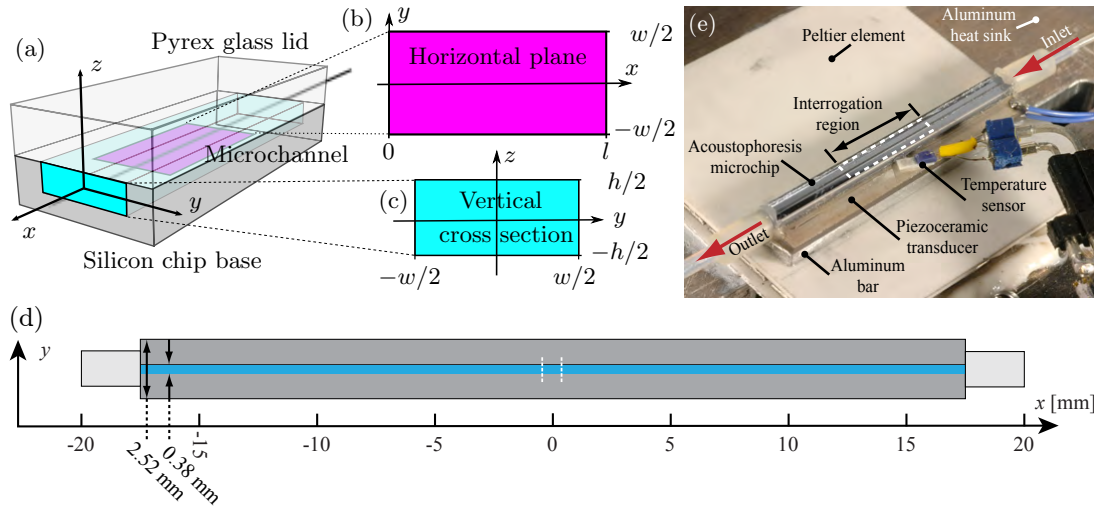 (a)
Pyrex glass lid
z
Microchannel
y
x
Silicon chip base
(b)
y
w/2
Horizontal plane
x
−w/2
0
l
(c)
z
h/2
Vertical
y
cross section
−h/2
−w/2
w/2
(e)
Aluminum
heat sink
Peltier element
Inlet
Interrogation
region
Acoustophoresis
microchip
Temperature
sensor
Piezoceramic
transducer
Outlet
Aluminum
bar
(d)
y
x [mm]
-20
-15
-10
-5
0
5
10
15
20
0.38 mm
2.52 mm